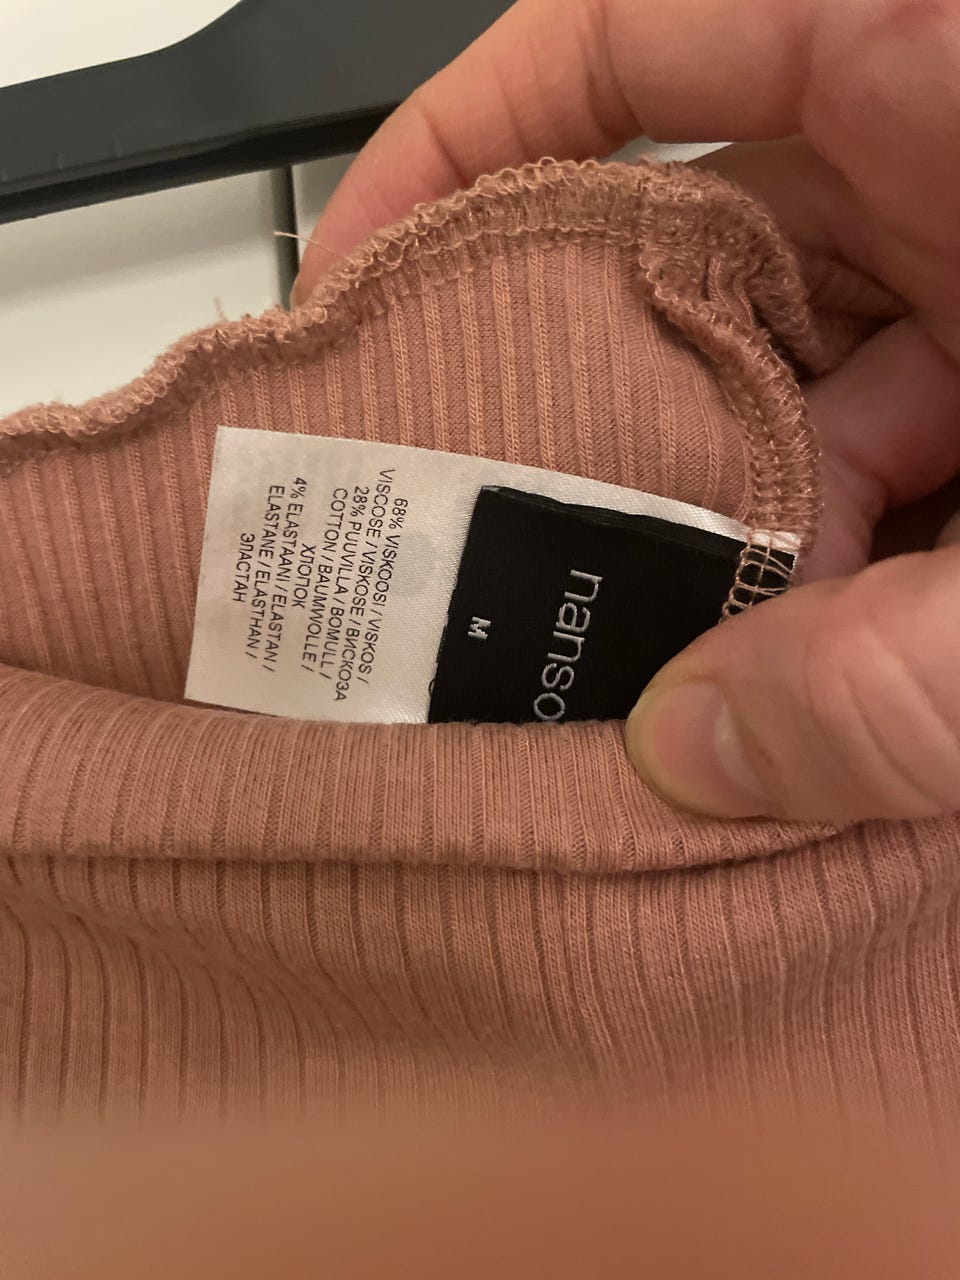 68% VISKOOSI / VISKOS /
VISCOSE / VISKOSE / ВИСКОЗА
28% PUUVILLA / BOMULL /
COTTON / BAUMWOLLE /
ХЛОПОК
4% ELASTAANI / ELASTAN /
ELASTANE / ELASTHAN /
ЭЛАСТАН
nanso
M